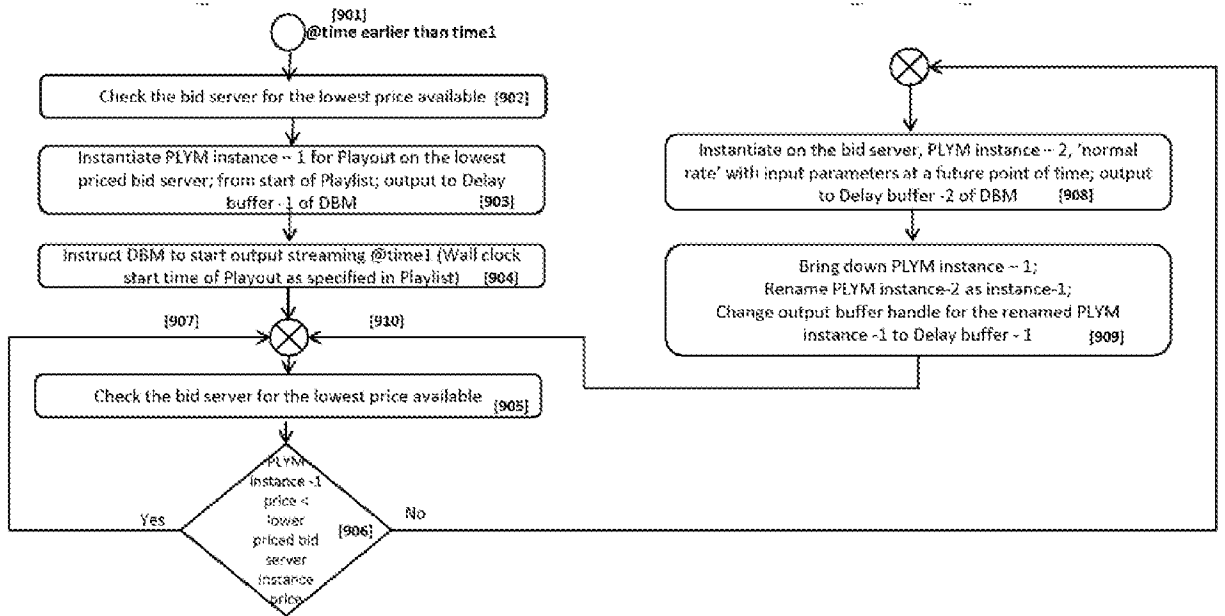 [901]
@time earlier than time1
Check the bid server for the lowest price available [902]
Instantiate PLYM instance - 1 for Playout on the lowest
priced bid server; from start of Playlist; output to Delay
buffer - 1 of DBM [903]
Instruct DBM to start output streaming @time1 (Wall clock
start time of Playout as specified in Playlist) [904]
[907]
[910]
Check the bid server for the lowest price available [905]
PLYM
instance -1
price <
lower
priced bid
server
instance
price
[906]
Yes
No
Instantiate on the bid server, PLYM instance - 2, 'normal
rate' with input parameters at a future point of time; output
to Delay buffer -2 of DBM [908]
Bring down PLYM instance - 1;
Rename PLYM instance-2 as instance-1;
Change output buffer handle for the renamed PLYM
instance -1 to Delay buffer - 1 [909]